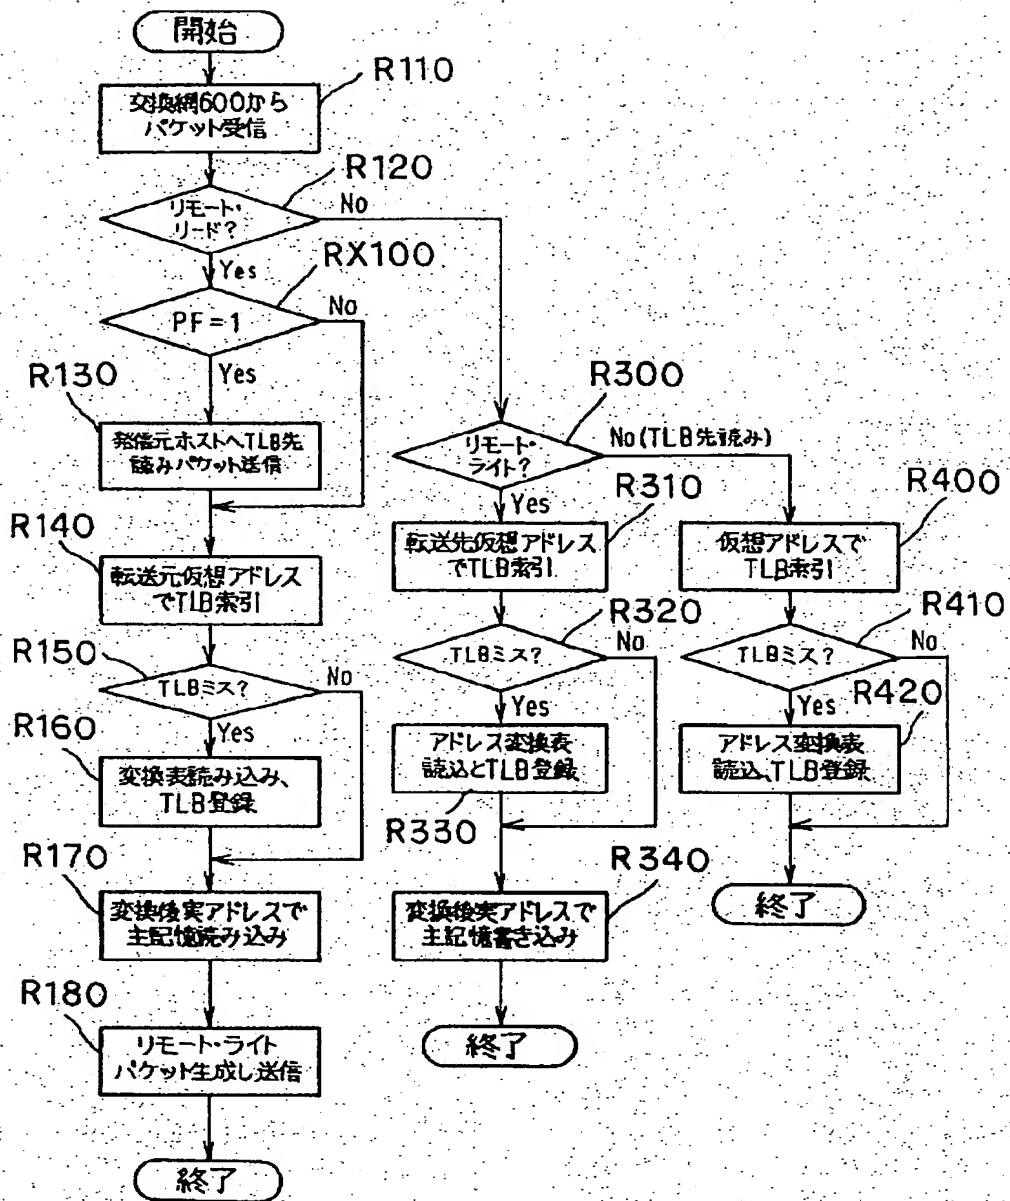 開始
R110
交換網600から
パケット受信
R120
リモート・
リード?
No
Yes
RX100
PF=1
No
Yes
R130
発信元ホストへTLB先
読みパケット送信
R140
転送元仮想アドレス
でTLB索引
R150
TLBミス?
No
Yes
R160
変換表読み込み、
TLB登録
R170
変換後実アドレスで
主記憶読み込み
R180
リモート・ライト
パケット生成し送信
終了
R300
リモート・
ライト?
No(TLB先読み)
Yes
R310
転送先仮想アドレス
でTLB索引
R320
TLBミス?
No
Yes
アドレス変換表
読込とTLB登録
R330
R340
変換後実アドレスで
主記憶書き込み
終了
R400
仮想アドレスで
TLB索引
R410
TLBミス?
No
Yes
R420
アドレス変換表
読込、TLB登録
終了